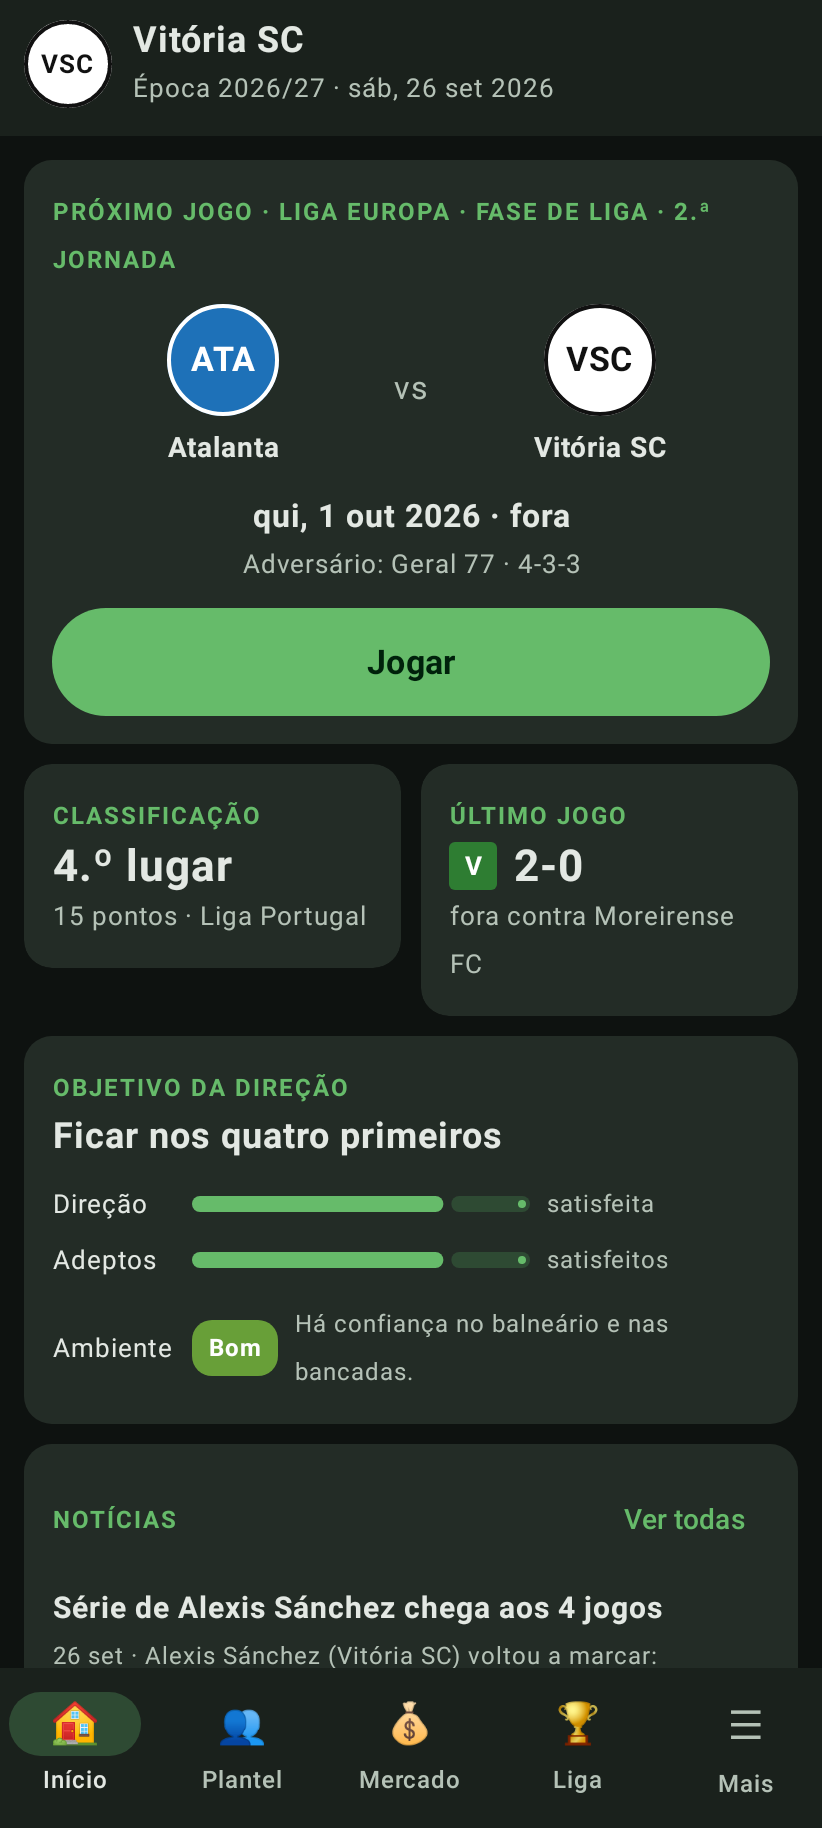 VSC
Vitória SC
Época 2026/27 · sáb, 26 set 2026
PRÓXIMO JOGO · LIGA EUROPA · FASE DE LIGA · 2.ª
JORNADA
ATA
vs
VSC
Atalanta
Vitória SC
qui, 1 out 2026 · fora
Adversário: Geral 77 · 4-3-3
Jogar
CLASSIFICAÇÃO
4.º lugar
15 pontos · Liga Portugal
ÚLTIMO JOGO
V 2-0
fora contra Moreirense
FC
OBJETIVO DA DIREÇÃO
Ficar nos quatro primeiros
Direção satisfeita
Adeptos satisfeitos
Ambiente Bom Há confiança no balneário e nas
bancadas.
NOTÍCIAS Ver todas
Série de Alexis Sánchez chega aos 4 jogos
26 set · Alexis Sánchez (Vitória SC) voltou a marcar:
Início Plantel Mercado Liga Mais